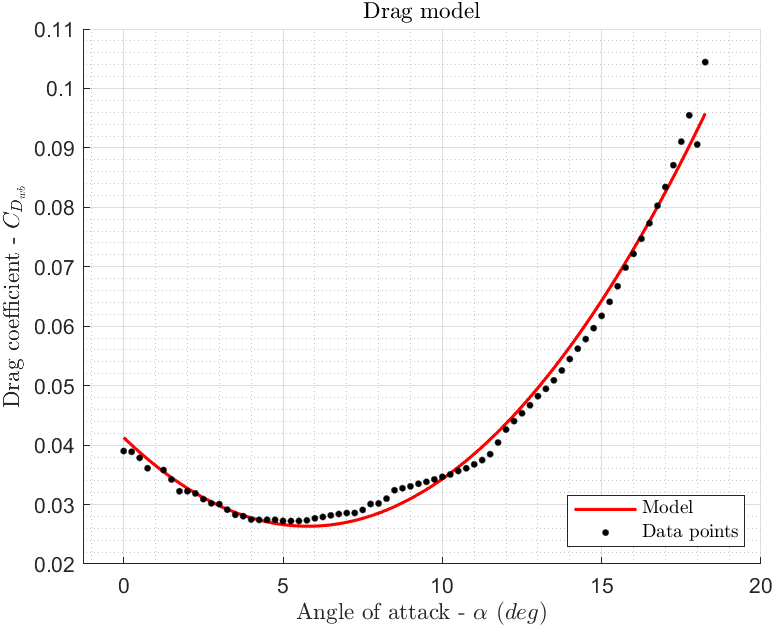 Drag model
0.11
0.1
0.09
0.08
0.07
0.06
0.05
0.04
0.03
0.02
Drag coefficient - C_{D_{wb}}
Model
Data points
0 5 10 15 20
Angle of attack - α (deg)